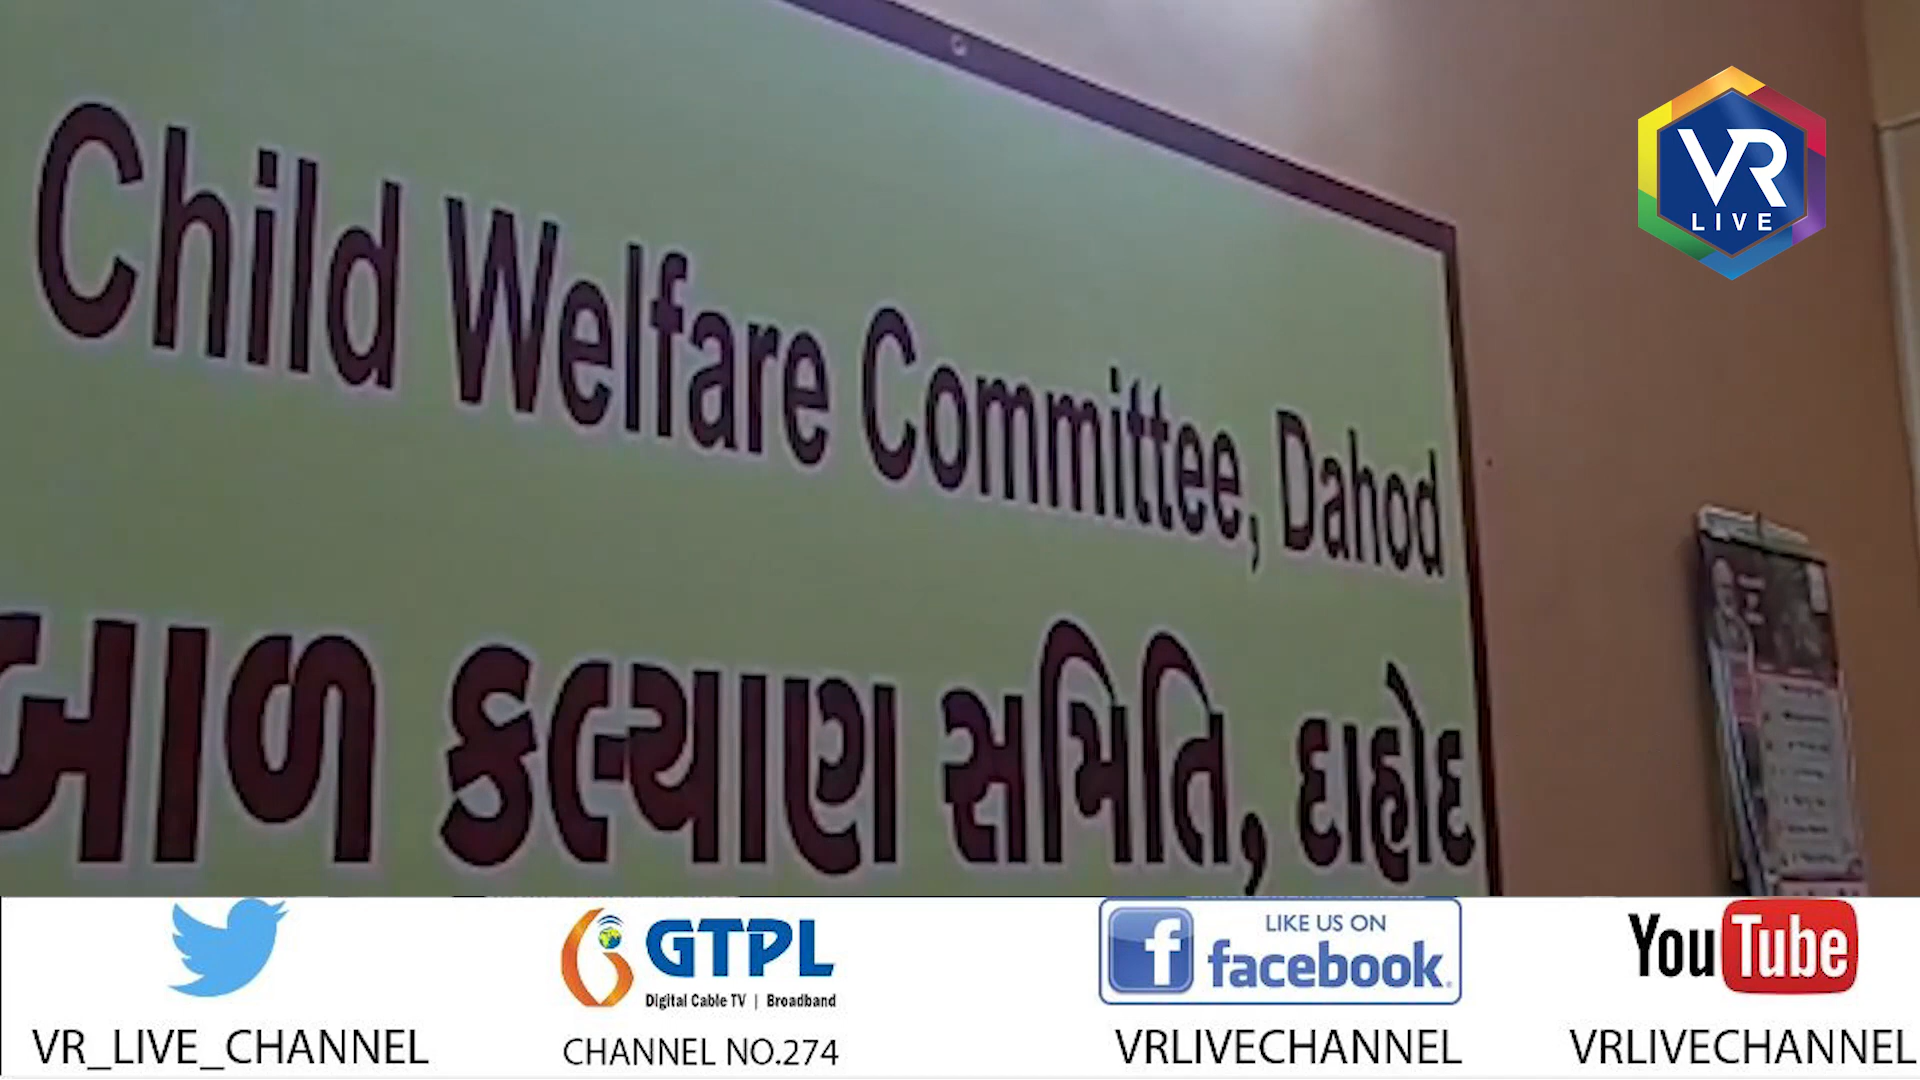 VR
LIVE
Child Welfare Committee, Dahod
બાળ કલ્યાણ સમિતિ, દાહોદ
GTPL
Digital Cable TV | Broadband
LIKE US ON
facebook
YouTube
VR_LIVE_CHANNEL
CHANNEL NO.274
VRLIVECHANNEL
VRLIVECHANNEL